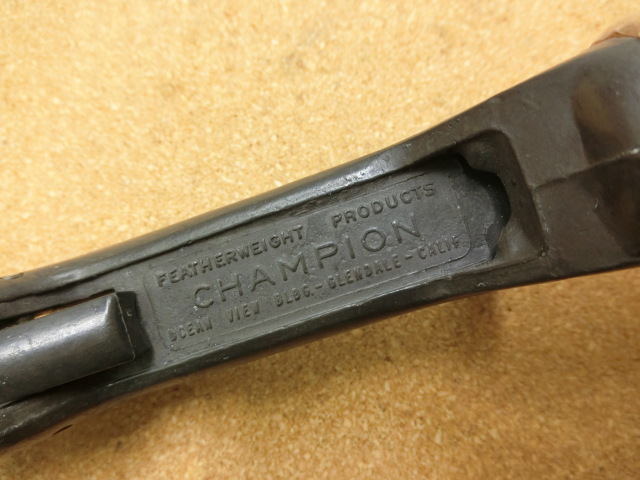 FEATHERWEIGHT PRODUCTS
CHAMPION
OCEAN VIEW BLDG.-GLENDALE-CALIF